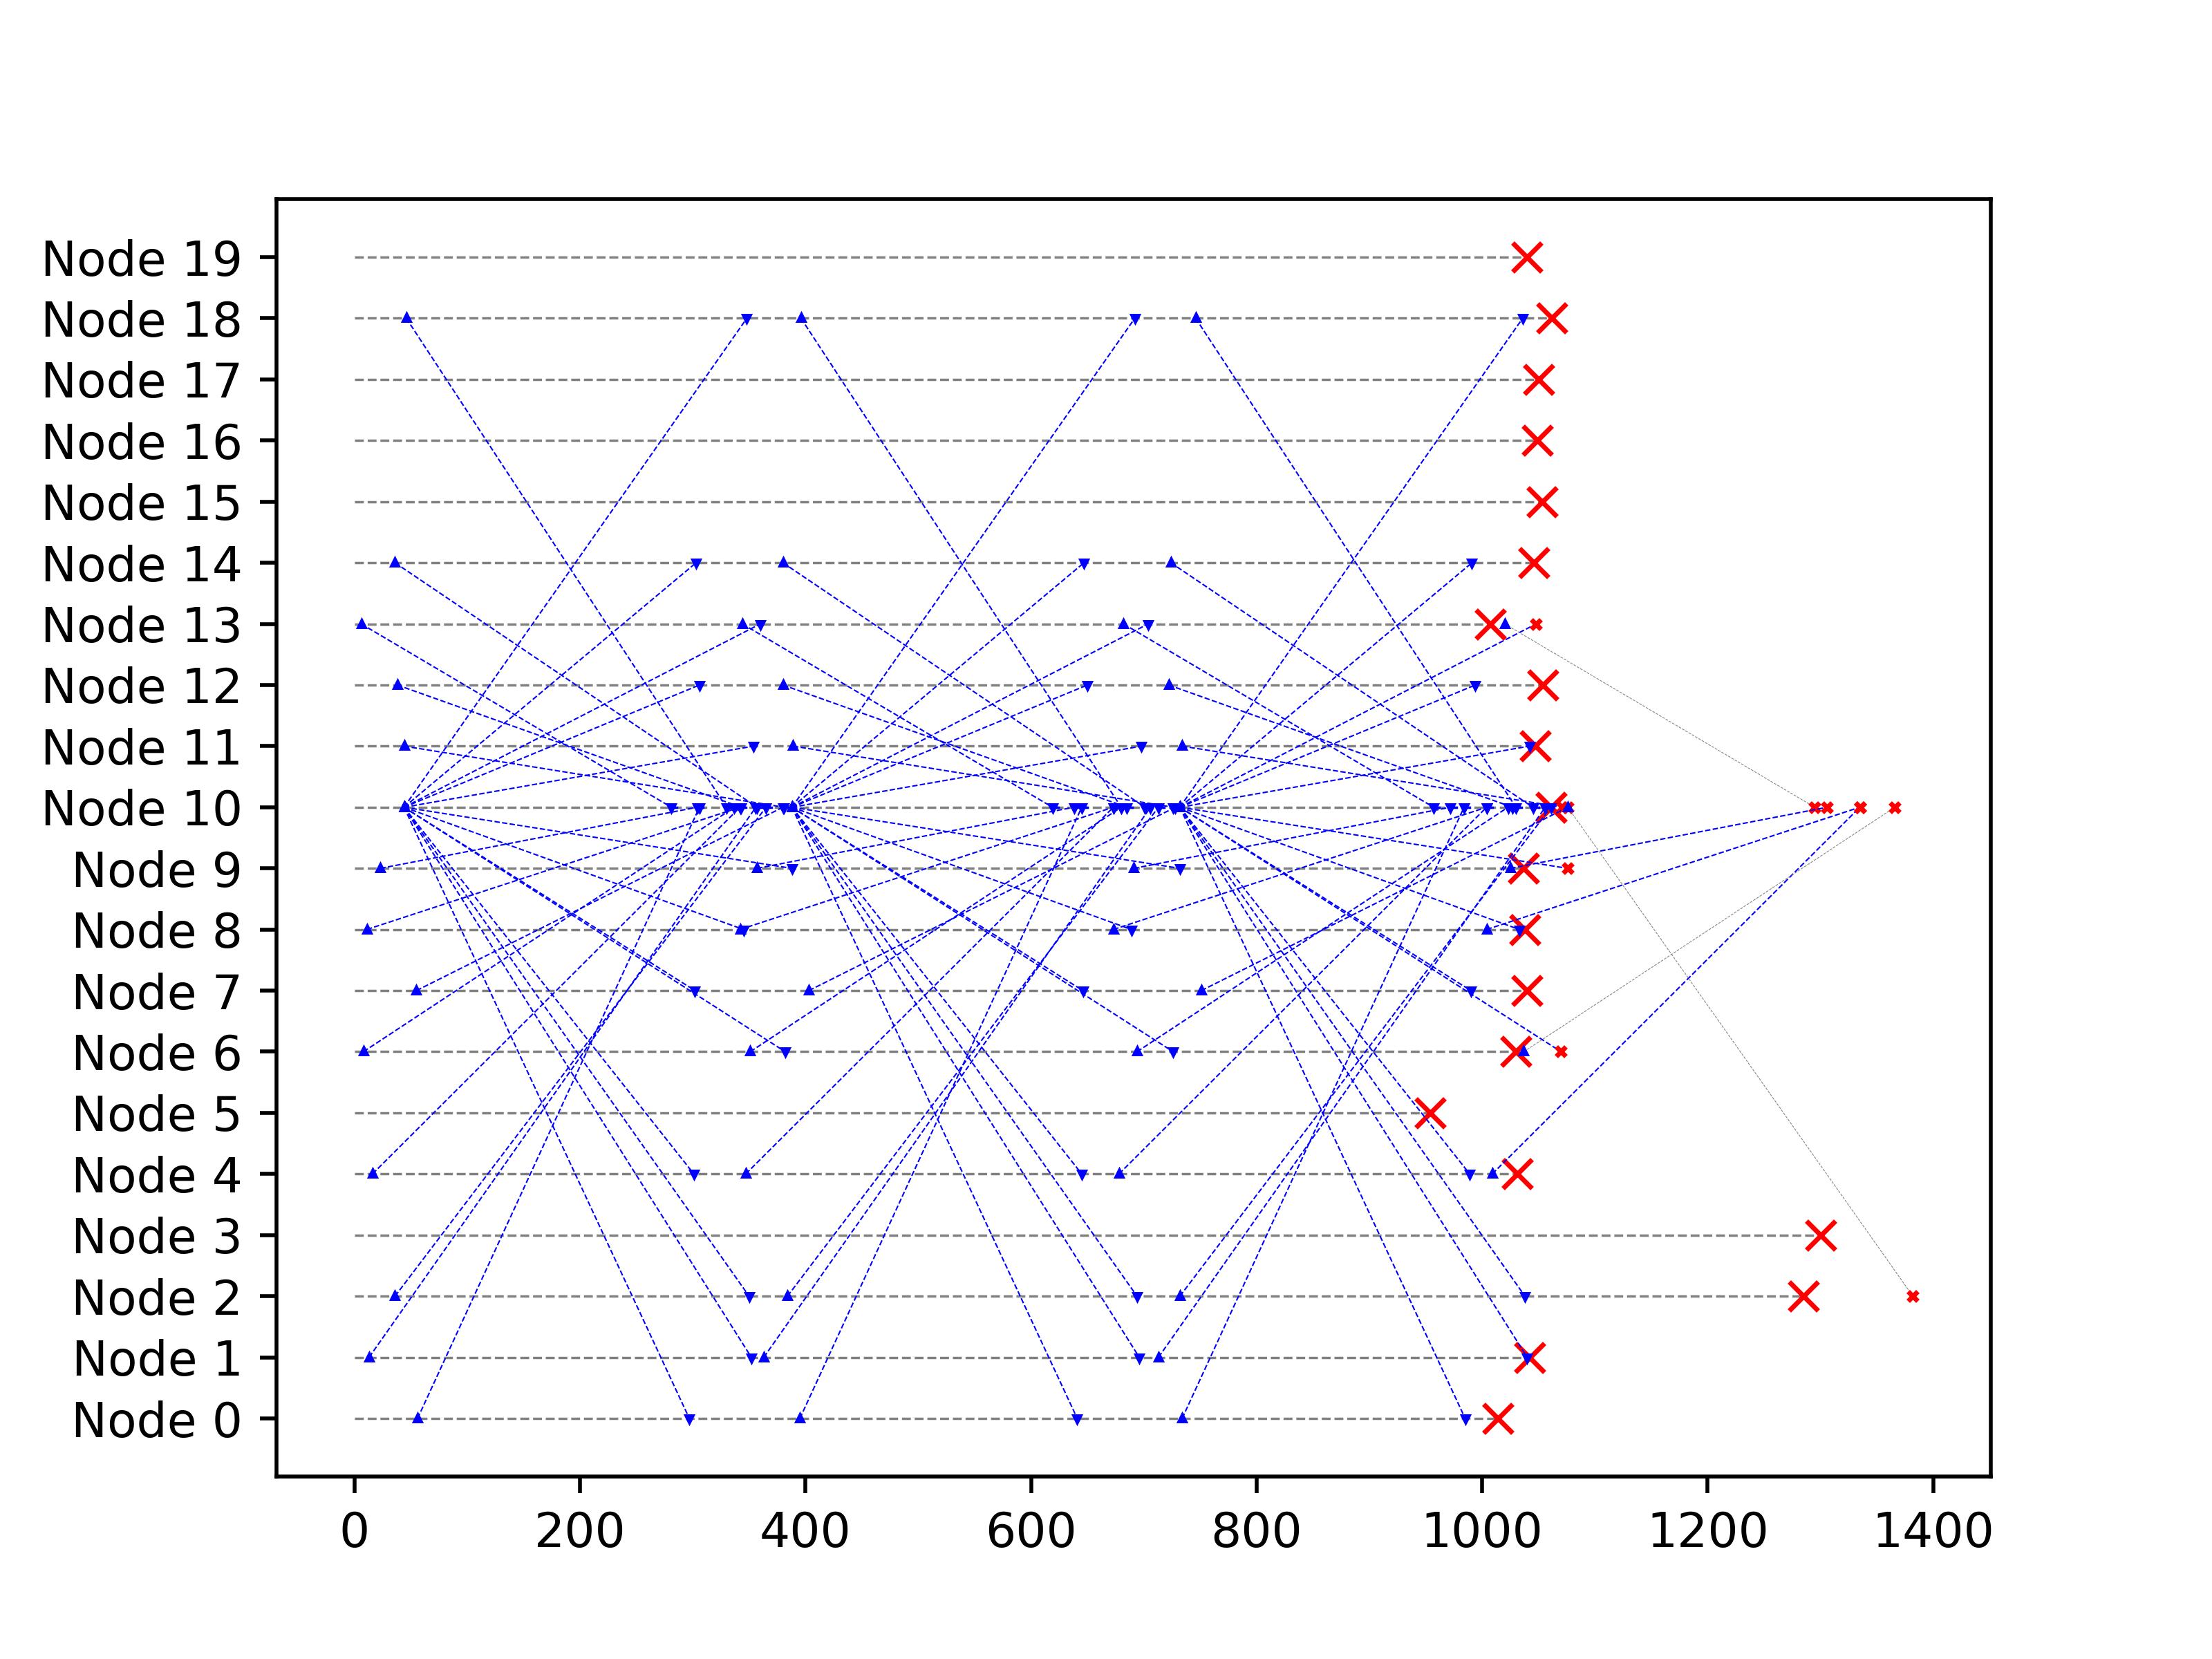 Node 19
Node 18
Node 17
Node 16
Node 15
Node 14
Node 13
Node 12
Node 11
Node 10
Node 9
Node 8
Node 7
Node 6
Node 5
Node 4
Node 3
Node 2
Node 1
Node 0
0 200 400 600 800 1000 1200 1400